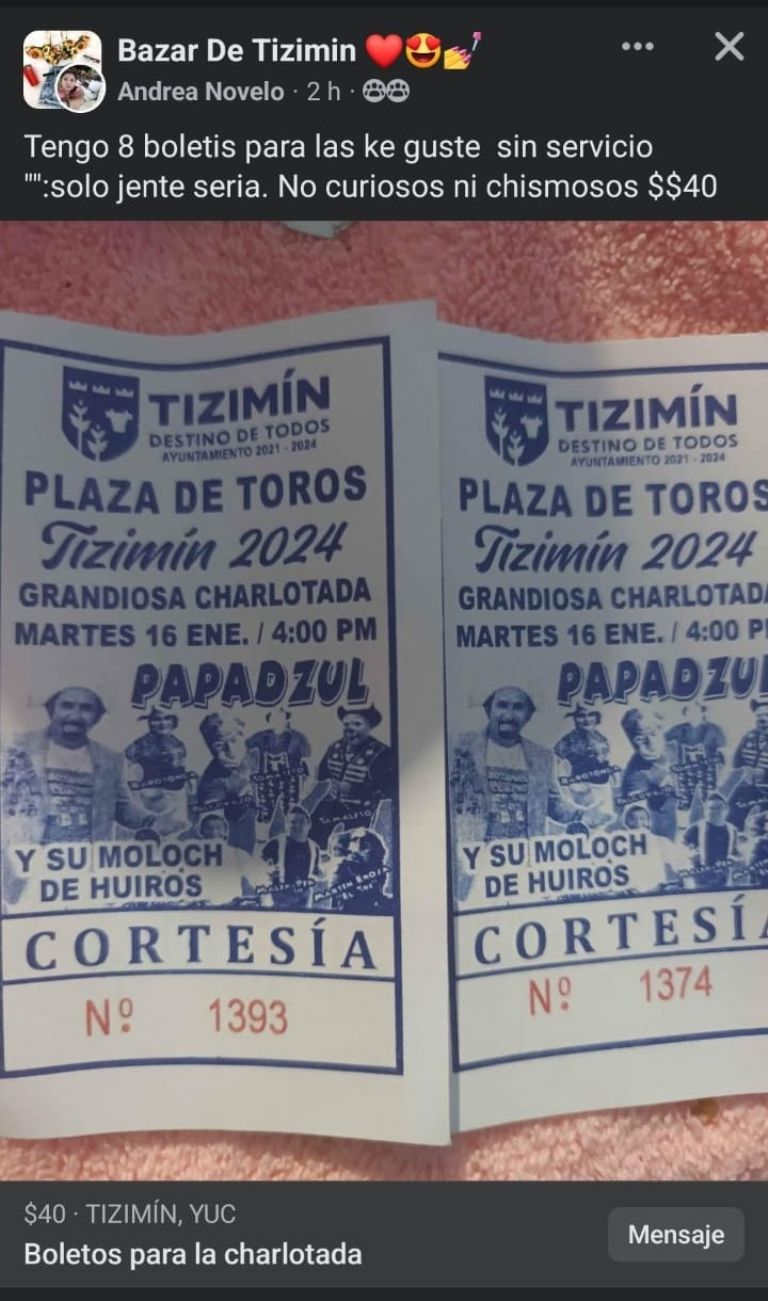 Bazar De Tizimin ❤️😍💅
Andrea Novelo · 2 h ·
Tengo 8 boletis para las ke guste sin servicio
"":solo jente seria. No curiosos ni chismosos $$40
TIZIMÍN
DESTINO DE TODOS
AYUNTAMIENTO 2021 - 2024
PLAZA DE TOROS
Tizimín 2024
GRANDIOSA CHARLOTADA
MARTES 16 ENE. / 4:00 PM
PAPADZUL
Y SU MOLOCH
DE HUIROS
CORTESÍA
Nº 1393
TIZIMÍN
DESTINO DE TODOS
AYUNTAMIENTO 2021 - 2024
PLAZA DE TOROS
Tizimín 2024
GRANDIOSA CHARLOTADA
MARTES 16 ENE. / 4:00 P
PAPADZU
Y SU MOLOCH
DE HUIROS
CORTESÍA
Nº 1374
$40 · TIZIMÍN, YUC
Boletos para la charlotada
Mensaje